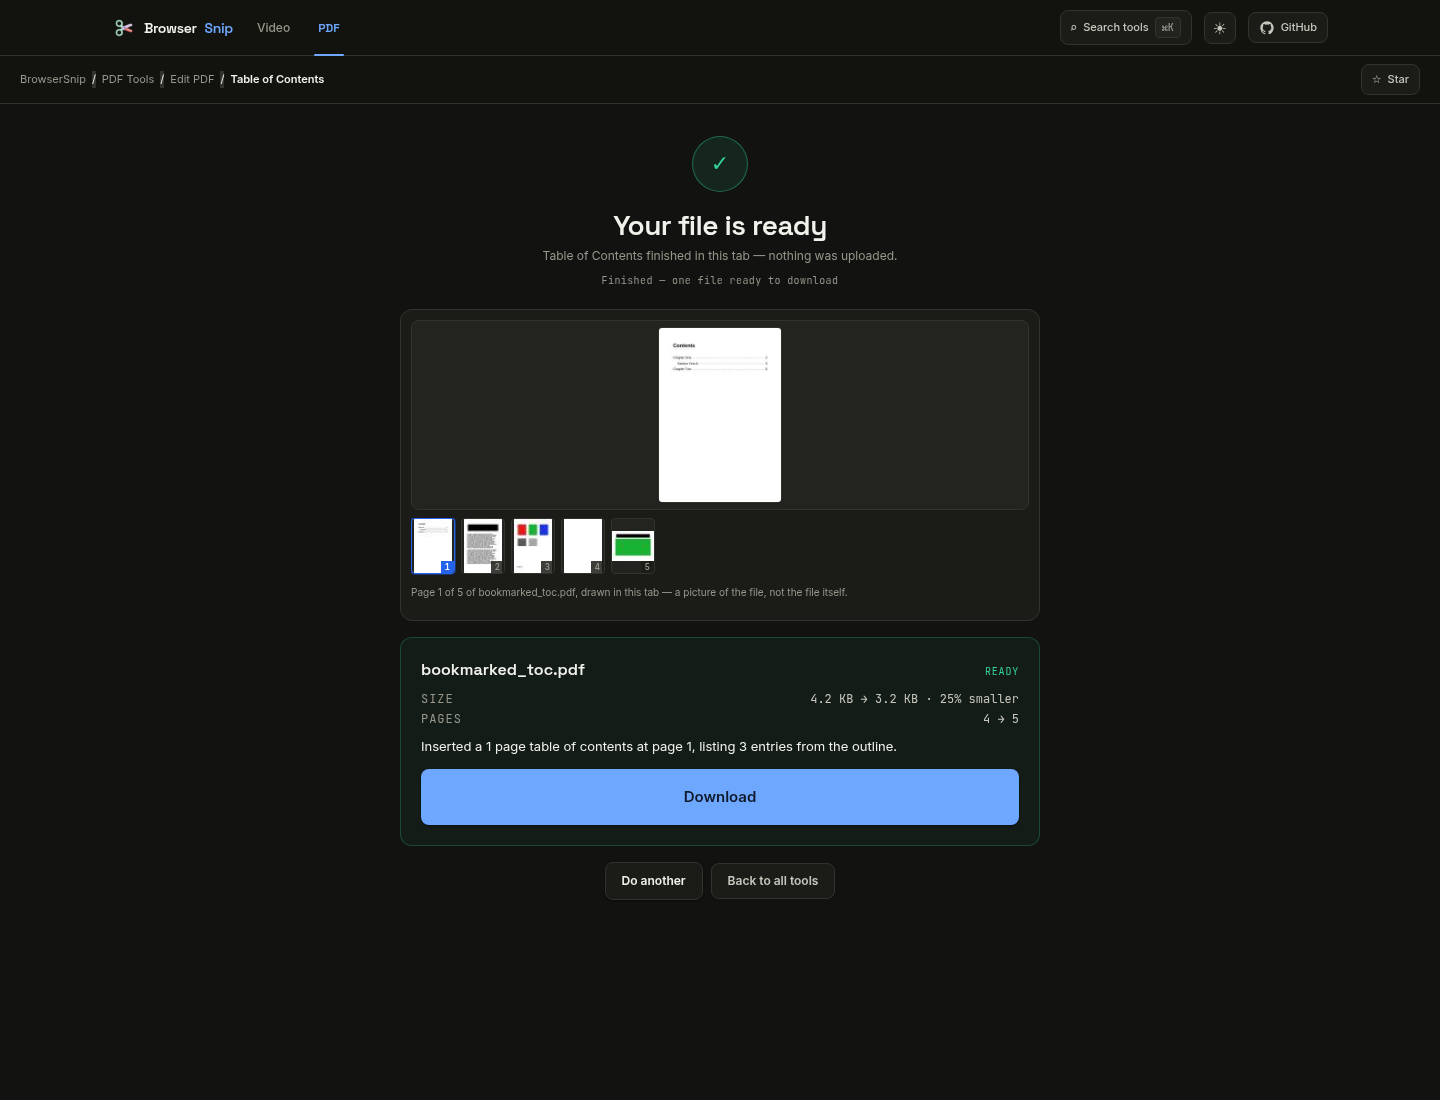 Browser Snip Video PDF Search tools ⌘K GitHub
BrowserSnip / PDF Tools / Edit PDF / Table of Contents ☆ Star
✓
Your file is ready
Table of Contents finished in this tab — nothing was uploaded.
Finished — one file ready to download
Contents
Chapter One
Chapter Two
1 2 3 4 5
Page 1 of 5 of bookmarked_toc.pdf, drawn in this tab — a picture of the file, not the file itself.
bookmarked_toc.pdf READY
SIZE 4.2 KB → 3.2 KB · 25% smaller
PAGES 4 → 5
Inserted a 1 page table of contents at page 1, listing 3 entries from the outline.
Download
Do another Back to all tools